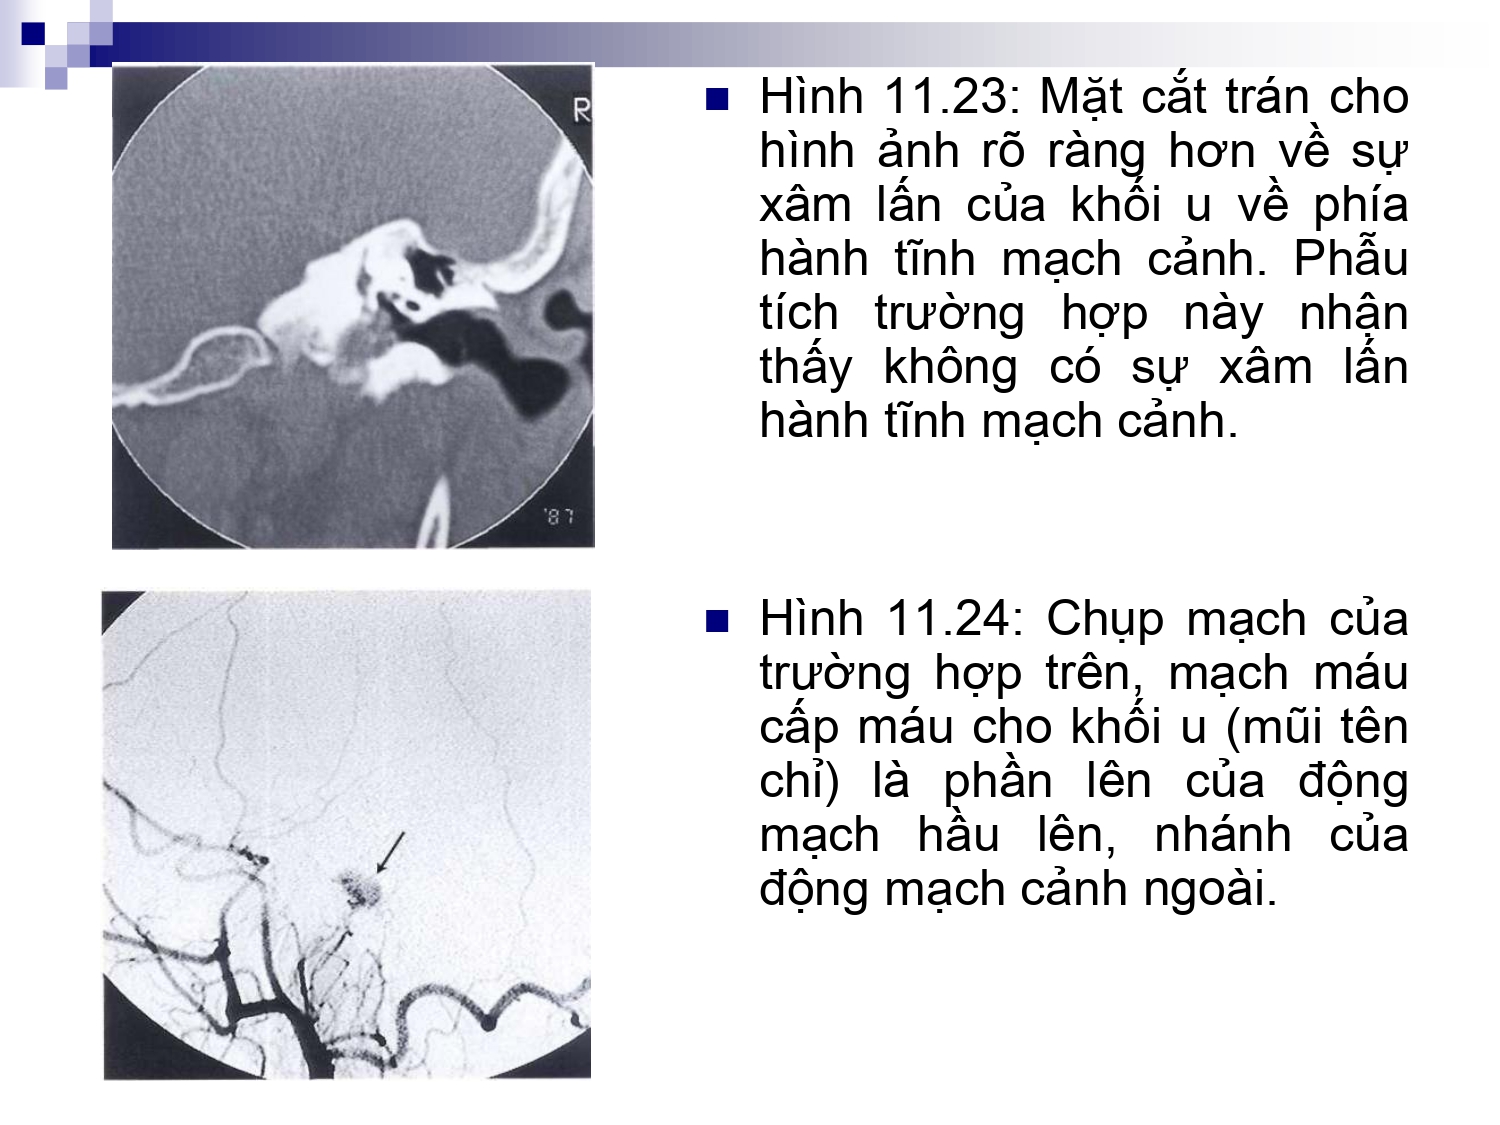 R
'87
Hình 11.23: Mặt cắt trán cho
hình ảnh rõ ràng hơn về sự
xâm lấn của khối u về phía
hành tĩnh mạch cảnh. Phẫu
tích trường hợp này nhận
thấy không có sự xâm lấn
hành tĩnh mạch cảnh.
Hình 11.24: Chụp mạch của
trường hợp trên, mạch máu
cấp máu cho khối u (mũi tên
chỉ) là phần lên của động
mạch hầu lên, nhánh của
động mạch cảnh ngoài.